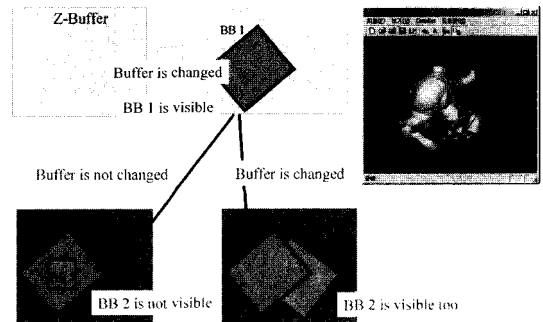 Z-Buffer
BB 1
Buffer is changed
BB 1 is visible
Buffer is not changed
Buffer is changed
BB 2 is not visible
BB 2 is visible too